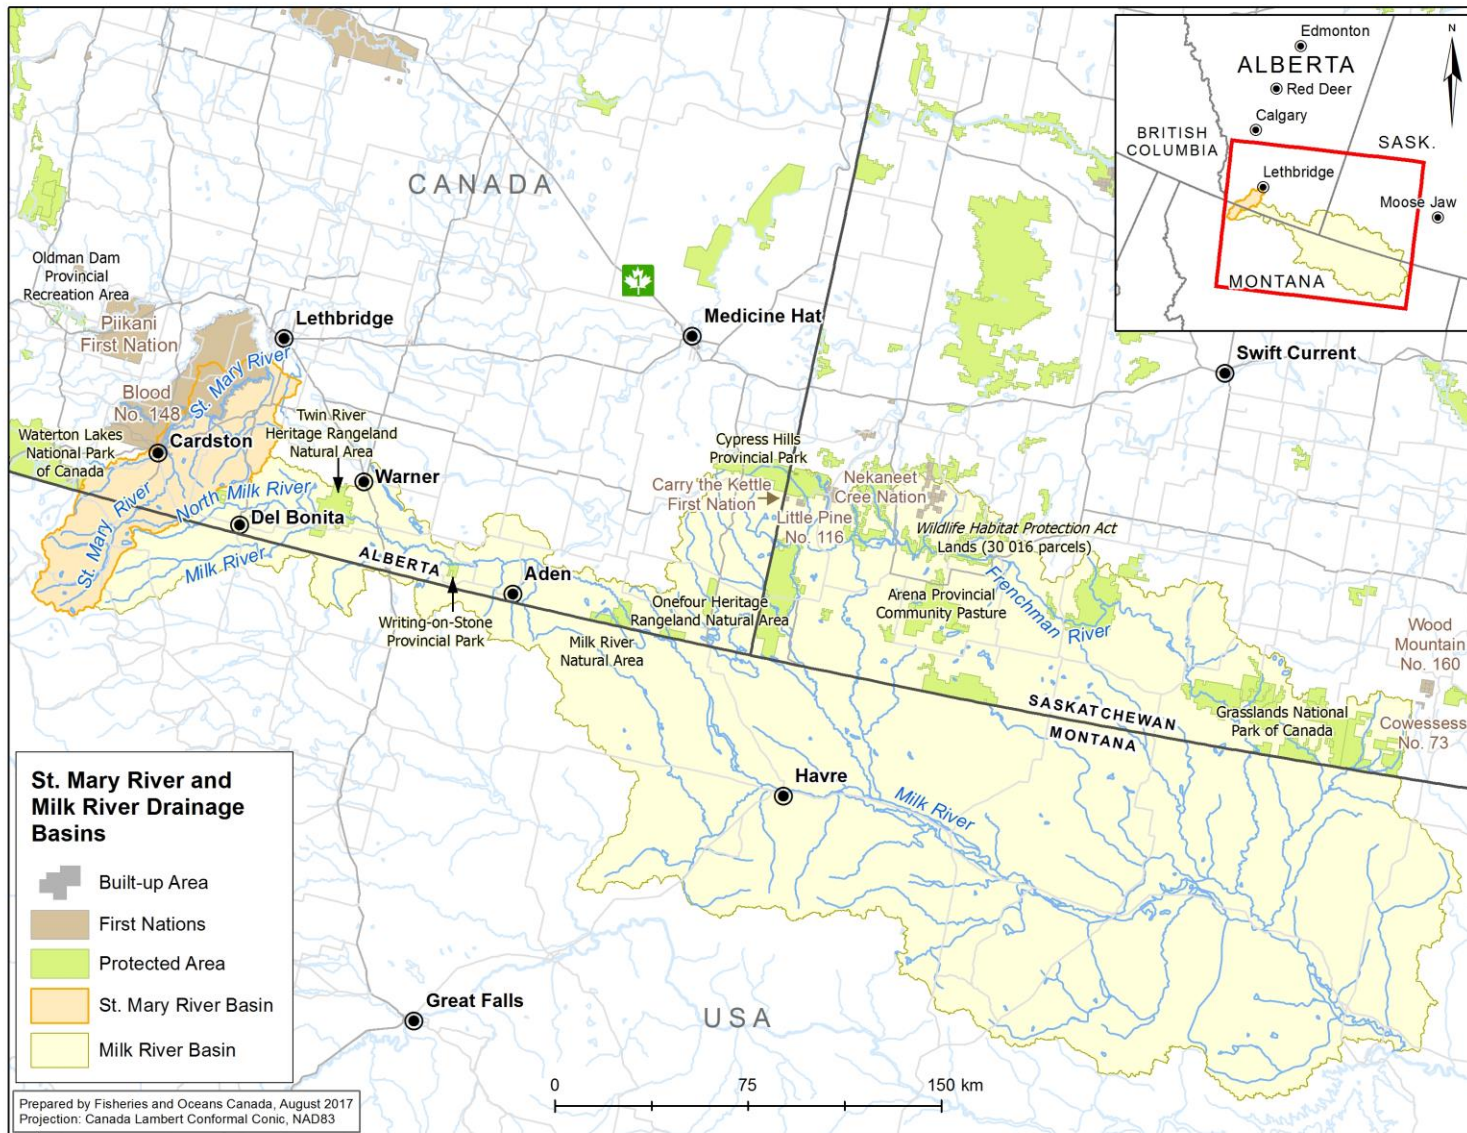 CANADA
1
Oldman Dam
Provincial
Recreation Area
Piikani
First Nation
Lethbridge
Medicine Hat
Swift Current
St. Mary River
Blood
No. 148
Twin River
Heritage Rangeland
Natural Area
Waterton Lakes
National Park
of Canada
Cardston
Warner
North Milk River
Del Bonita
St. Mary River
Milk River
ALBERTA
Aden
Writing-on-Stone
Provincial Park
Cypress Hills
Provincial Park
Carry the Kettle
First Nation
Little Pine
No. 116
Nekaneet
Cree Nation
Wildlife Habitat Protection Act
Lands (30 016 parcels)
Onefour Heritage
Rangeland Natural Area
Milk River
Natural Area
Arena Provincial
Community Pasture
Frenchman River
Wood
Mountain
No. 160
Grasslands National
Park of Canada
Cowessess
No. 73
SASKATCHEWAN
MONTANA
Havre
Milk River
Great Falls
USA
N
Edmonton
ALBERTA
Red Deer
Calgary
BRITISH
COLUMBIA
SASK.
Lethbridge
Moose Jaw
MONTANA
St. Mary River and
Milk River Drainage
Basins
Built-up Area
First Nations
Protected Area
St. Mary River Basin
Milk River Basin
0 75 150 km
Prepared by Fisheries and Oceans Canada, August 2017
Projection: Canada Lambert Conformal Conic, NAD83